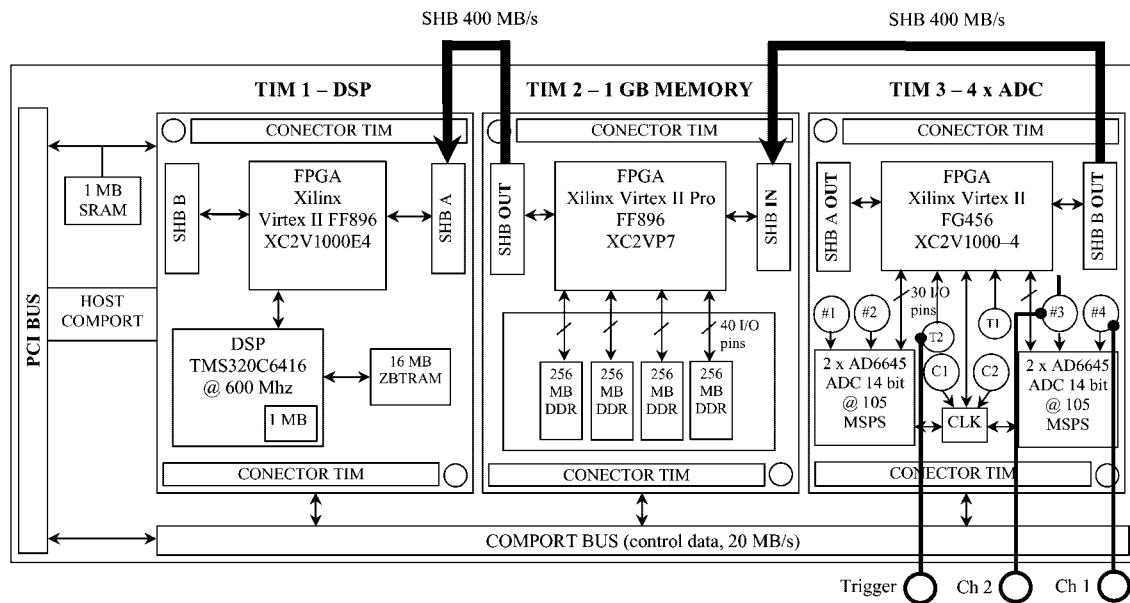 SHB 400 MB/s
SHB 400 MB/s
PCI BUS
1 MB
SRAM
HOST
COMPORT
TIM 1 – DSP
CONECTOR TIM
SHB B
FPGA
Xilinx
Virtex II FF896
XC2V1000E4
SHB A
DSP
TMS320C6416
@ 600 Mhz
1 MB
16 MB
ZBTRAM
CONECTOR TIM
TIM 2 – 1 GB MEMORY
CONECTOR TIM
SHB OUT
FPGA
Xilinx Virtex II Pro
FF896
XC2VP7
SHB IN
40 I/O
pins
256
MB
DDR
256
MB
DDR
256
MB
DDR
256
MB
DDR
CONECTOR TIM
TIM 3 – 4 x ADC
CONECTOR TIM
SHB A OUT
FPGA
Xilinx Virtex II
FG456
XC2V1000–4
SHB B OUT
30 I/O
pins
#1
#2
T2
T1
#3
#4
2 x AD6645
ADC 14 bit
@ 105
MSPS
C1
C2
CLK
2 x AD6645
ADC 14 bit
@ 105
MSPS
CONECTOR TIM
COMPORT BUS (control data, 20 MB/s)
Trigger
Ch 2
Ch 1